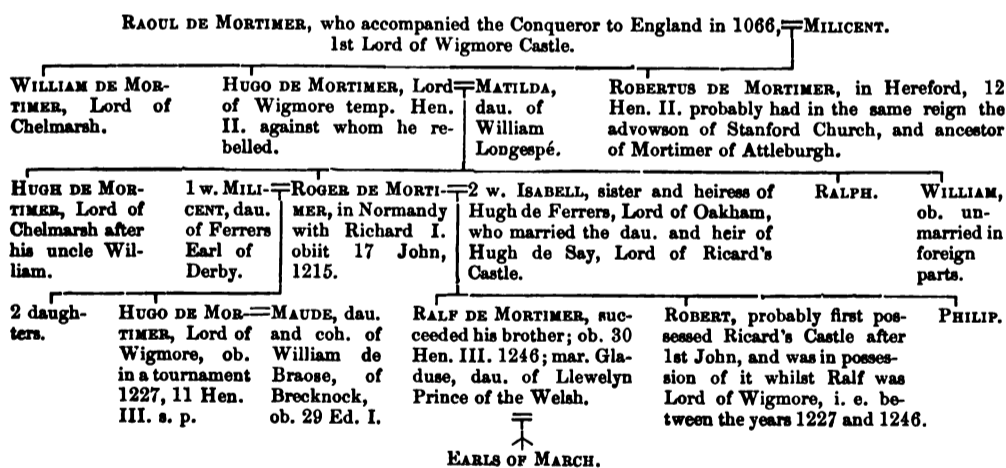 RAOUL DE MORTIMER, who accompanied the Conqueror to England in 1066,=MILICENT.
1st Lord of Wigmore Castle.
WILLIAM DE MOR-
TIMER, Lord of
Chelmarsh.
HUGO DE MORTIMER, Lord=
of Wigmore temp. Hen.
II. against whom he re-
belled.
MATILDA,
dau. of
William
Longespé.
ROBERTUS DE MORTIMER, in Hereford, 12
Hen. II. probably had in the same reign the
advowson of Stanford Church, and ancestor
of Mortimer of Attleburgh.
HUGH DE MOR-
TIMER, Lord of
Chelmarsh after
his uncle Wil-
liam.
1 w. MILI-=
CENT, dau.
of Ferrers
Earl of
Derby.
ROGER DE MORTI-=
MER, in Normandy
with Richard I.
obiit 17 John,
1215.
2 w. ISABELL, sister and heiress of
Hugh de Ferrers, Lord of Oakham,
who married the dau. and heir of
Hugh de Say, Lord of Ricard's
Castle.
RALPH.
WILLIAM,
ob. un-
married in
foreign
parts.
2 daugh-
ters.
HUGO DE MOR-=
TIMER, Lord of
Wigmore, ob.
in a tournament
1227, 11 Hen.
III. s. p.
MAUDE, dau.
and coh. of
William de
Braose, of
Brecknock,
ob. 29 Ed. I.
RALF DE MORTIMER, suc-
ceeded his brother; ob. 30
Hen. III. 1246; mar. Gla-
duse, dau. of Llewelyn
Prince of the Welsh.
ROBERT, probably first pos-
sessed Ricard's Castle after
1st John, and was in posses-
sion of it whilst Ralf was
Lord of Wigmore, i. e. be-
tween the years 1227 and 1246.
PHILIP.
EARLS OF MARCH.